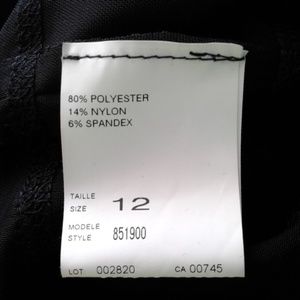 80% POLYESTER
14% NYLON
6% SPANDEX
TAILLE
SIZE 12
MODELE
STYLE 851900
LOT 002820 CA 00745